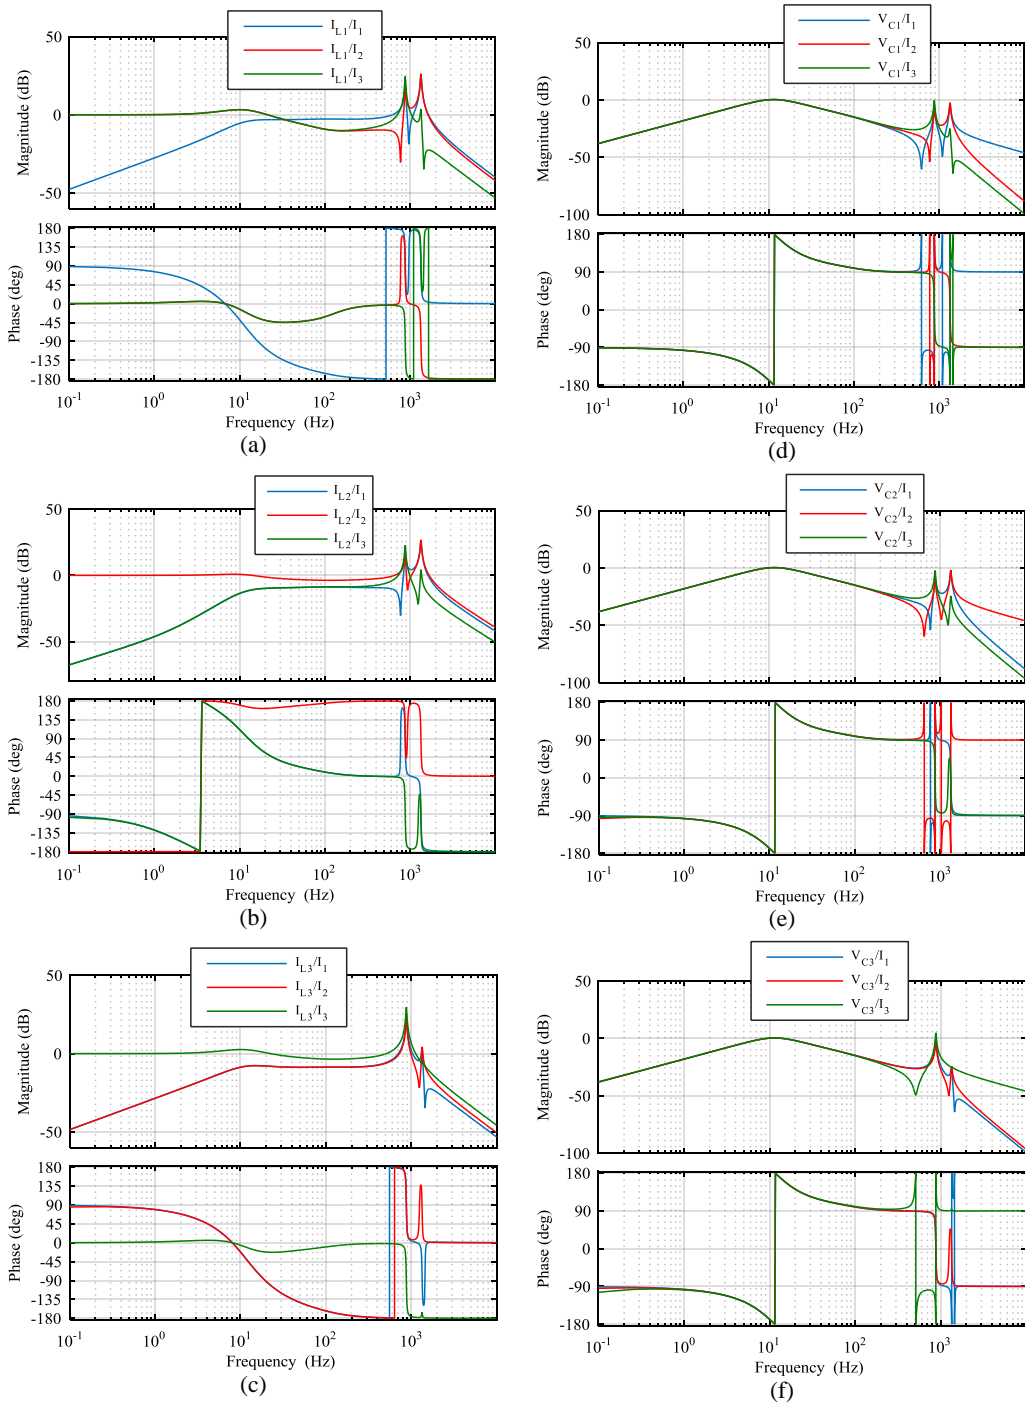 I_L1/I_1
I_L1/I_2
I_L1/I_3
50
0
-50
Magnitude (dB)
180
135
90
45
0
-45
-90
-135
-180
Phase (deg)
10^-1
10^0
10^1
10^2
10^3
Frequency (Hz)
(a)
V_C1/I_1
V_C1/I_2
V_C1/I_3
50
0
-50
-100
Magnitude (dB)
180
90
0
-90
-180
Phase (deg)
10^-1
10^0
10^1
10^2
10^3
Frequency (Hz)
(d)
I_L2/I_1
I_L2/I_2
I_L2/I_3
50
0
-50
Magnitude (dB)
180
135
90
45
0
-45
-90
-135
-180
Phase (deg)
10^-1
10^0
10^1
10^2
10^3
Frequency (Hz)
(b)
V_C2/I_1
V_C2/I_2
V_C2/I_3
50
0
-50
-100
Magnitude (dB)
180
90
0
-90
-180
Phase (deg)
10^-1
10^0
10^1
10^2
10^3
Frequency (Hz)
(e)
I_L3/I_1
I_L3/I_2
I_L3/I_3
50
0
-50
Magnitude (dB)
180
135
90
45
0
-45
-90
-135
-180
Phase (deg)
10^-1
10^0
10^1
10^2
10^3
Frequency (Hz)
(c)
V_C3/I_1
V_C3/I_2
V_C3/I_3
50
0
-50
-100
Magnitude (dB)
180
90
0
-90
-180
Phase (deg)
10^-1
10^0
10^1
10^2
10^3
Frequency (Hz)
(f)